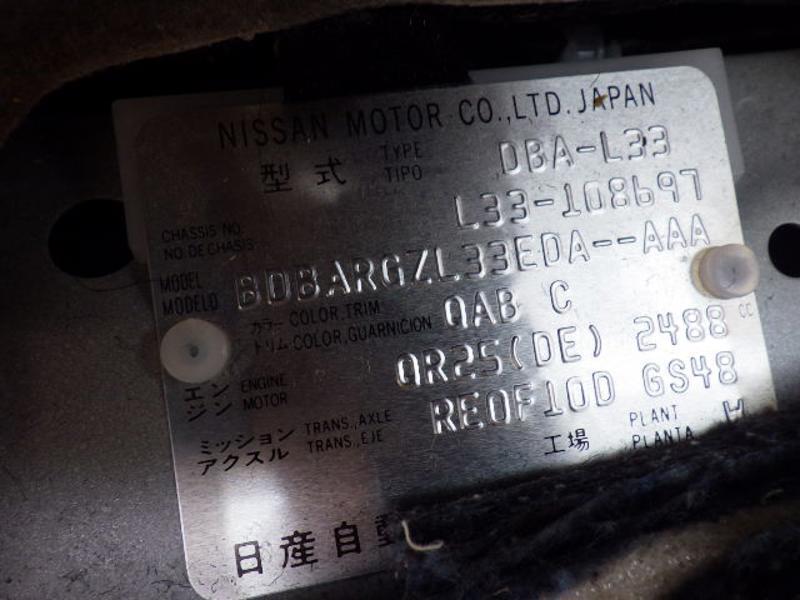 NISSAN MOTOR CO.,LTD.JAPAN
型式 TYPE TIPO DBA-L33
CHASSIS NO. NO. DE CHASIS L33-108697
MODEL MODELO BDBARGZL33EDA--AAA
カラー トリム COLOR,TRIM COLOR,GUARNICION QAB C
エンジン ENGINE MOTOR QR25(DE) 2488 CC
ミッション アクスル TRANS.,AXLE TRANS.,EJE RE0F10D GS48
工場 PLANT PLANTA
日産自